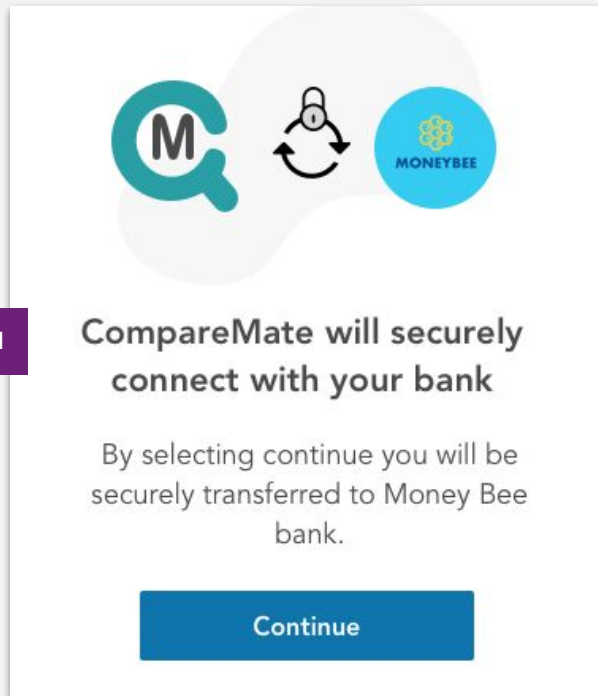 M
MONEYBEE
CompareMate will securely
connect with your bank
By selecting continue you will be
securely transferred to Money Bee
bank.
Continue